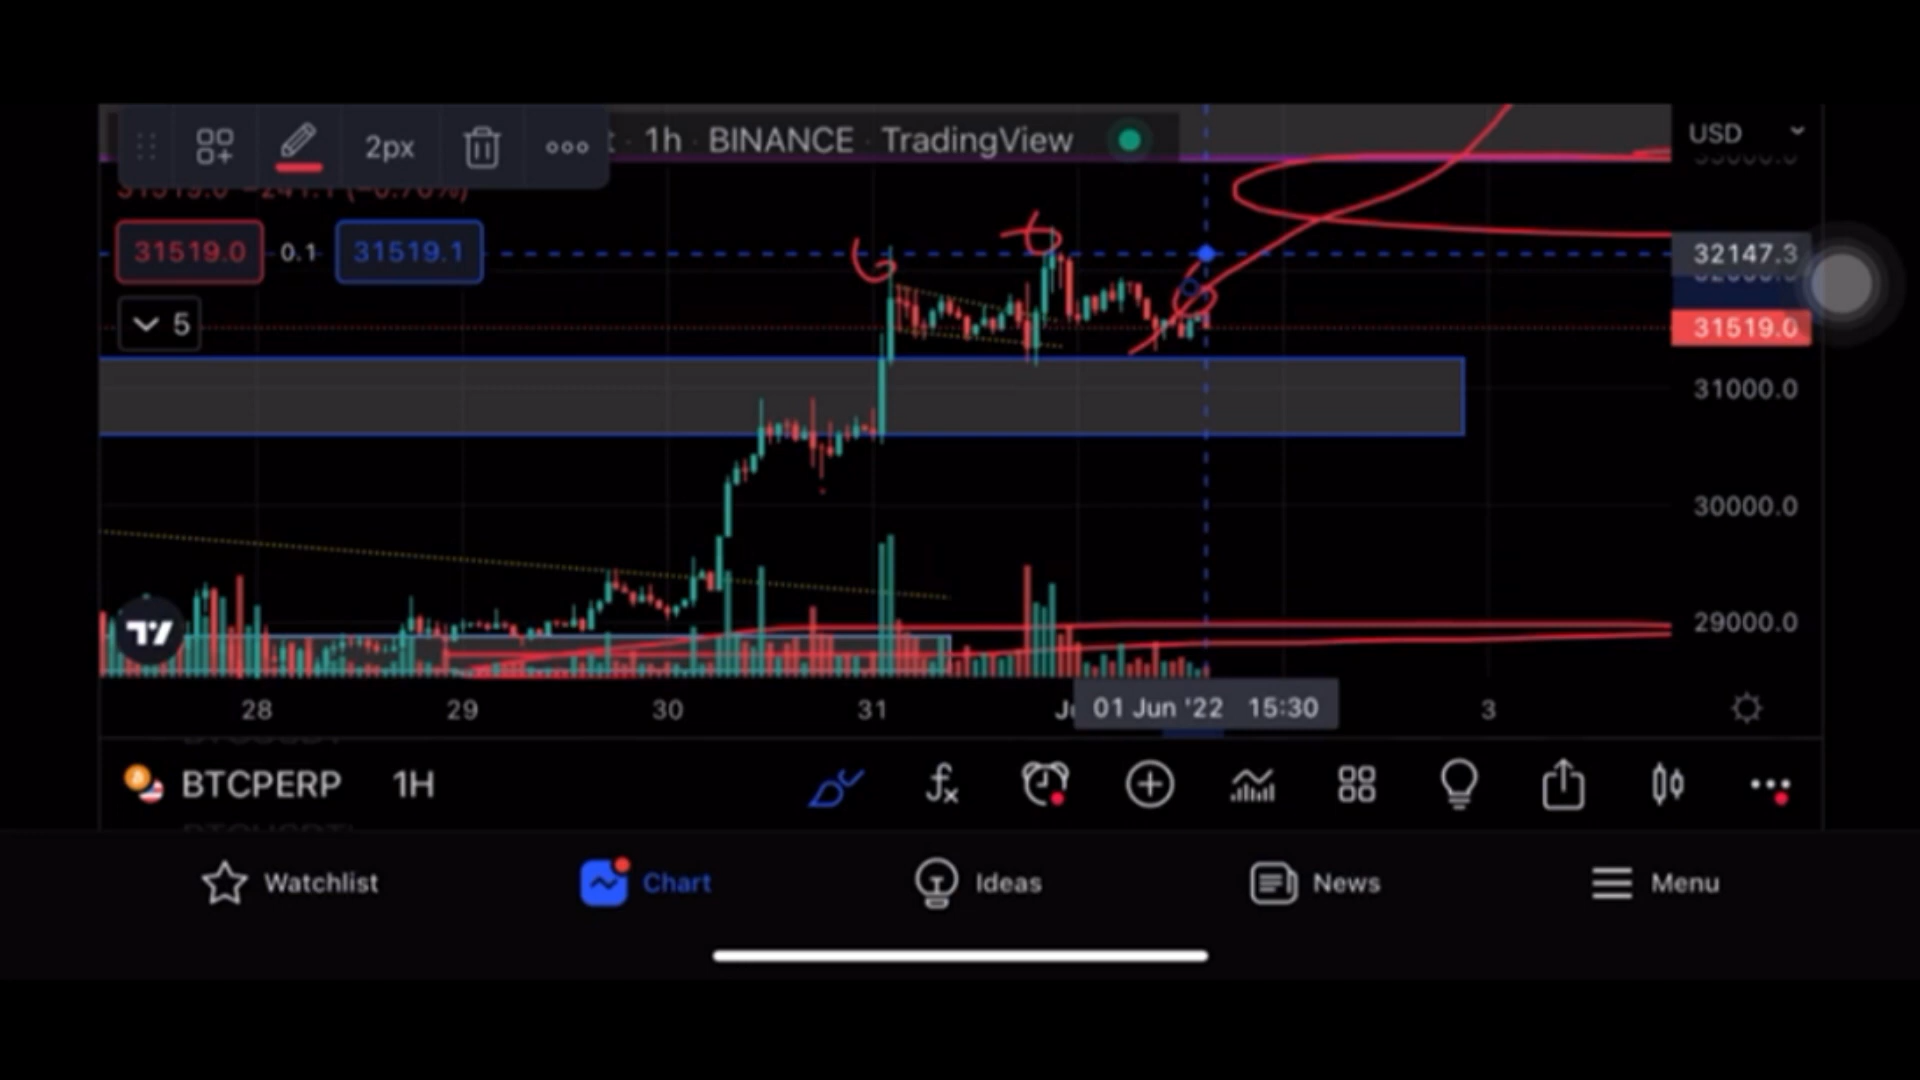 1h · BINANCE · TradingView
USD
31519.0 −241.1 (−0.76%)
2px
31519.0 0.1 31519.1
5
32147.3
31519.0
31000.0
30000.0
29000.0
28 29 30 31 01 Jun '22 15:30 3
BTCPERP 1H
Watchlist Chart Ideas News Menu